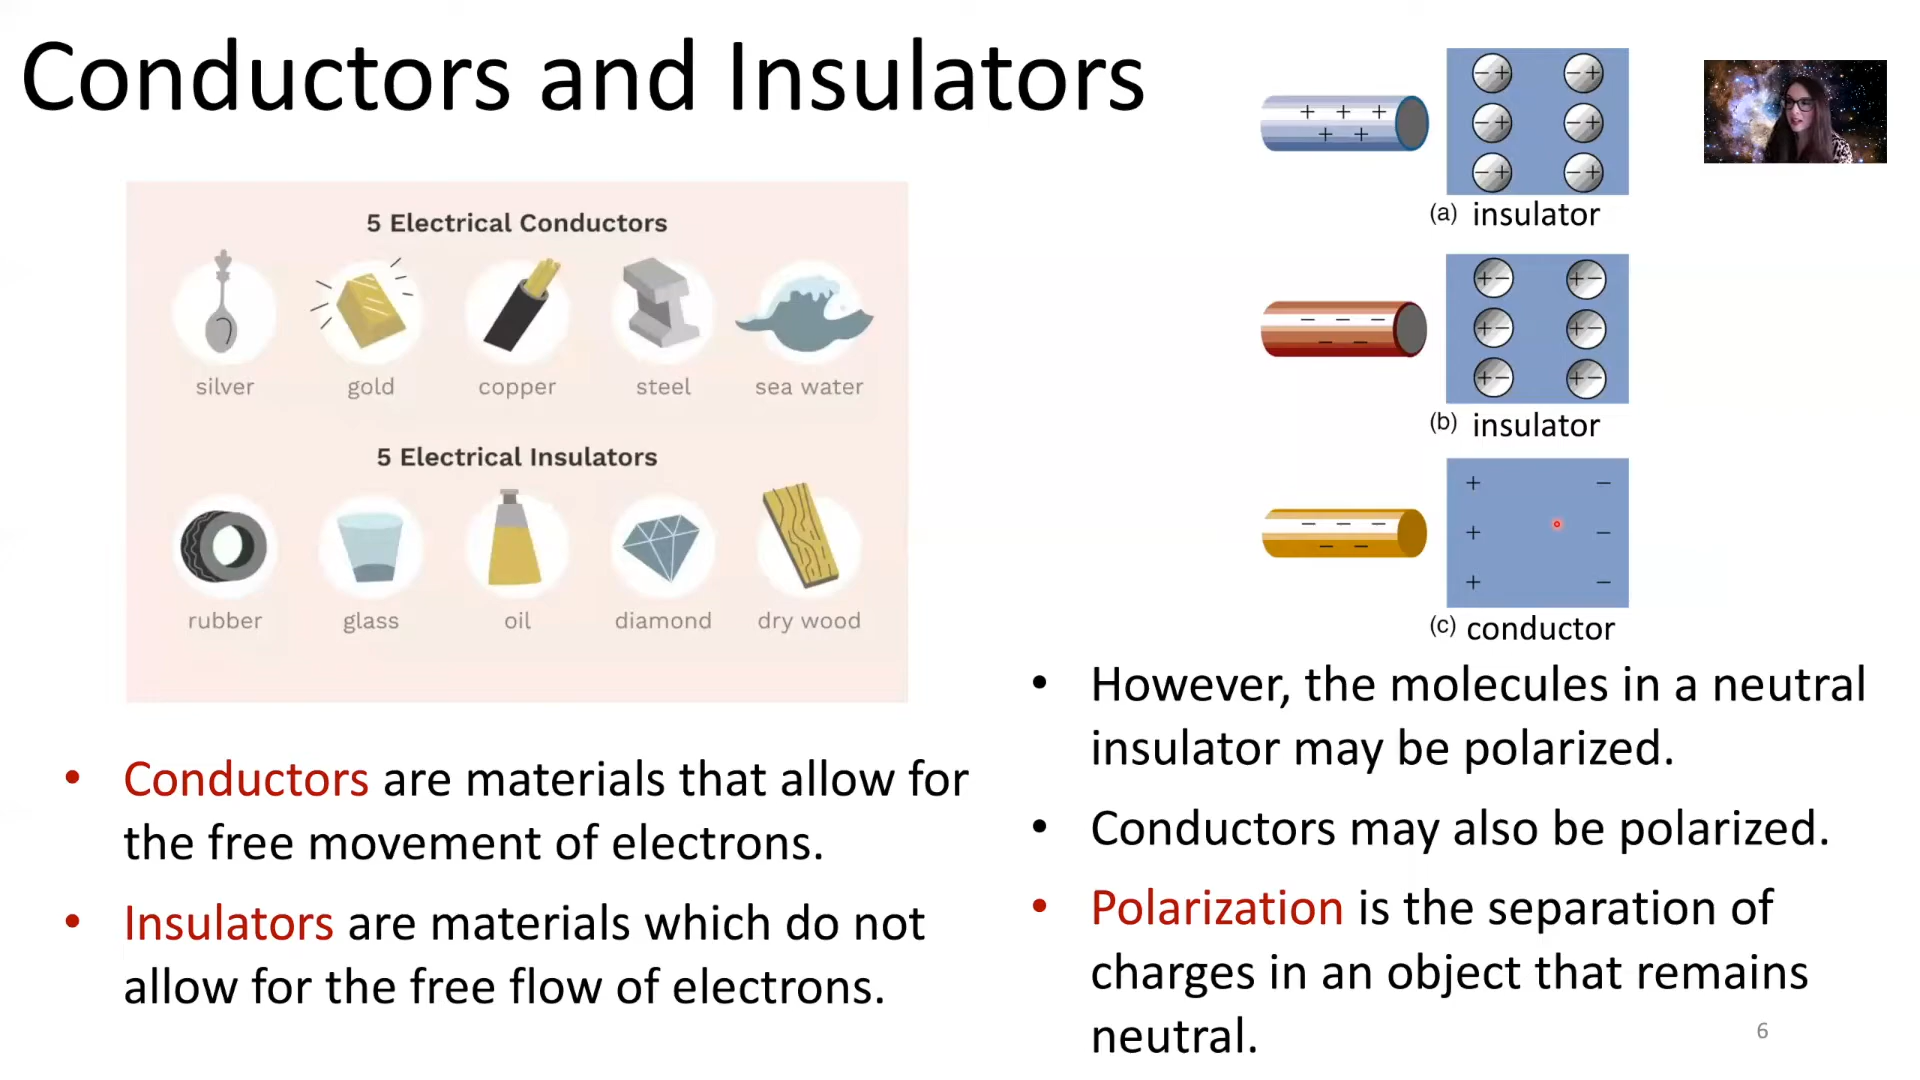 Conductors and Insulators
5 Electrical Conductors
silver gold copper steel sea water
5 Electrical Insulators
rubber glass oil diamond dry wood
• Conductors are materials that allow for
the free movement of electrons.
• Insulators are materials which do not
allow for the free flow of electrons.
+ + +
+ +
−+ −+
−+ −+
−+ −+
(a) insulator
− − −
− −
+− +−
+− +−
+− +−
(b) insulator
− − −
− −
+ −
+ −
+ −
(c) conductor
• However, the molecules in a neutral
insulator may be polarized.
• Conductors may also be polarized.
• Polarization is the separation of
charges in an object that remains
neutral.
6